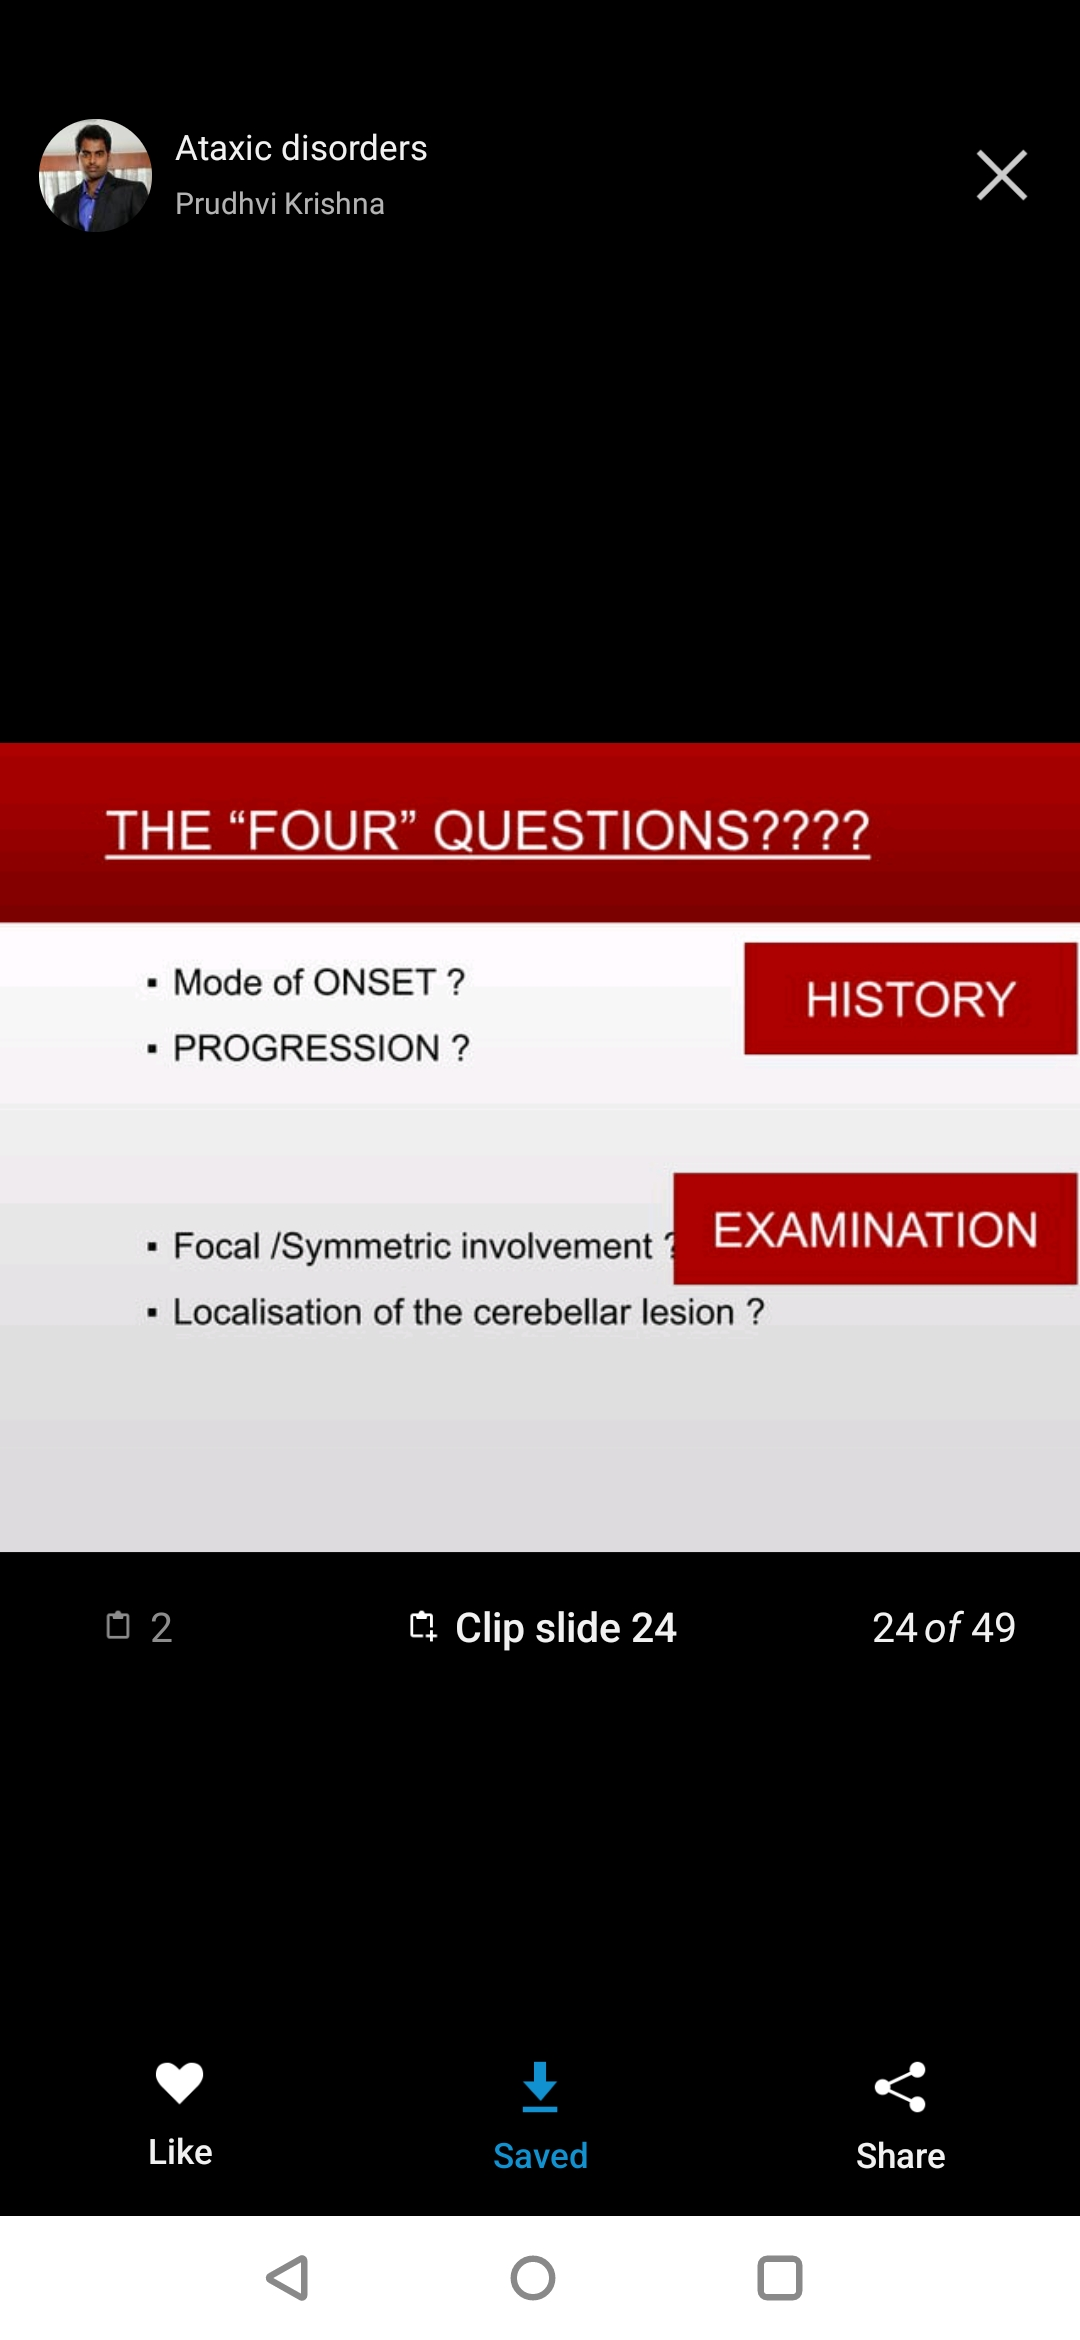 Ataxic disorders
Prudhvi Krishna
THE “FOUR” QUESTIONS????
▪ Mode of ONSET ?
HISTORY
▪ PROGRESSION ?
▪ Focal /Symmetric involvement ?
EXAMINATION
▪ Localisation of the cerebellar lesion ?
2
Clip slide 24
24 of 49
Like
Saved
Share